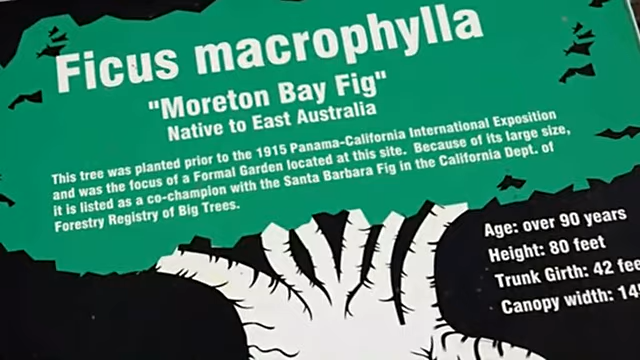 Ficus macrophylla
"Moreton Bay Fig"
Native to East Australia
This tree was planted prior to the 1915 Panama-California International Exposition
and was the focus of a Formal Garden located at this site. Because of its large size,
it is listed as a co-champion with the Santa Barbara Fig in the California Dept. of
Forestry Registry of Big Trees.
Age: over 90 years
Height: 80 feet
Trunk Girth: 42
Canopy width: